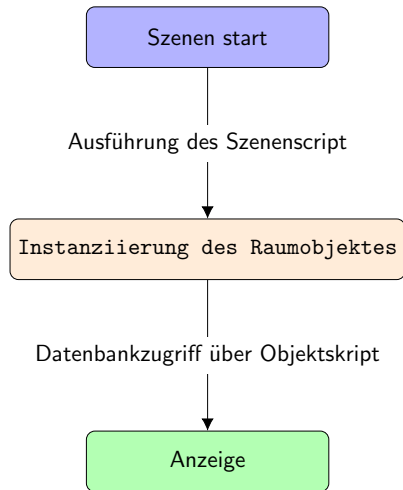 Szenen start
Ausführung des Szenenscript
Instanziierung des Raumobjektes
Datenbankzugriff über Objektskript
Anzeige